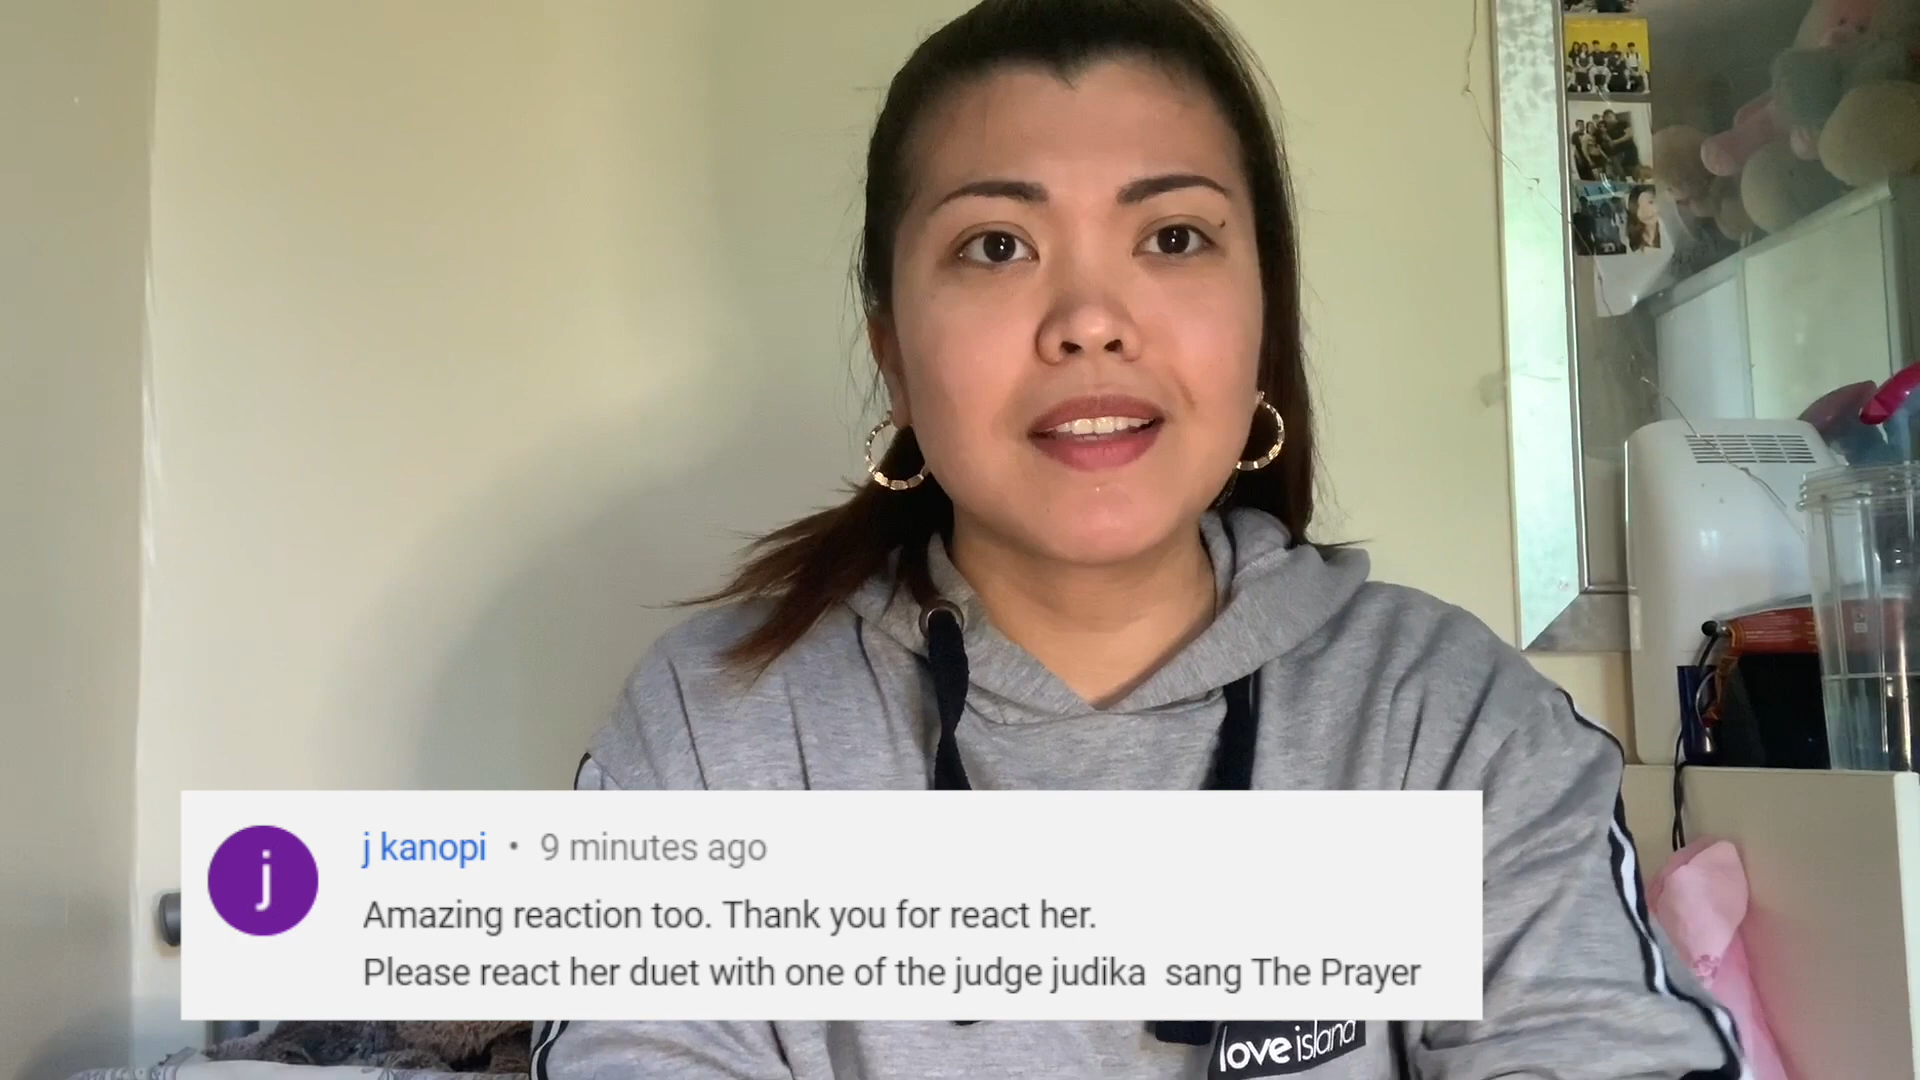 j
j kanopi • 9 minutes ago
Amazing reaction too. Thank you for react her.
Please react her duet with one of the judge judika sang The Prayer
love island